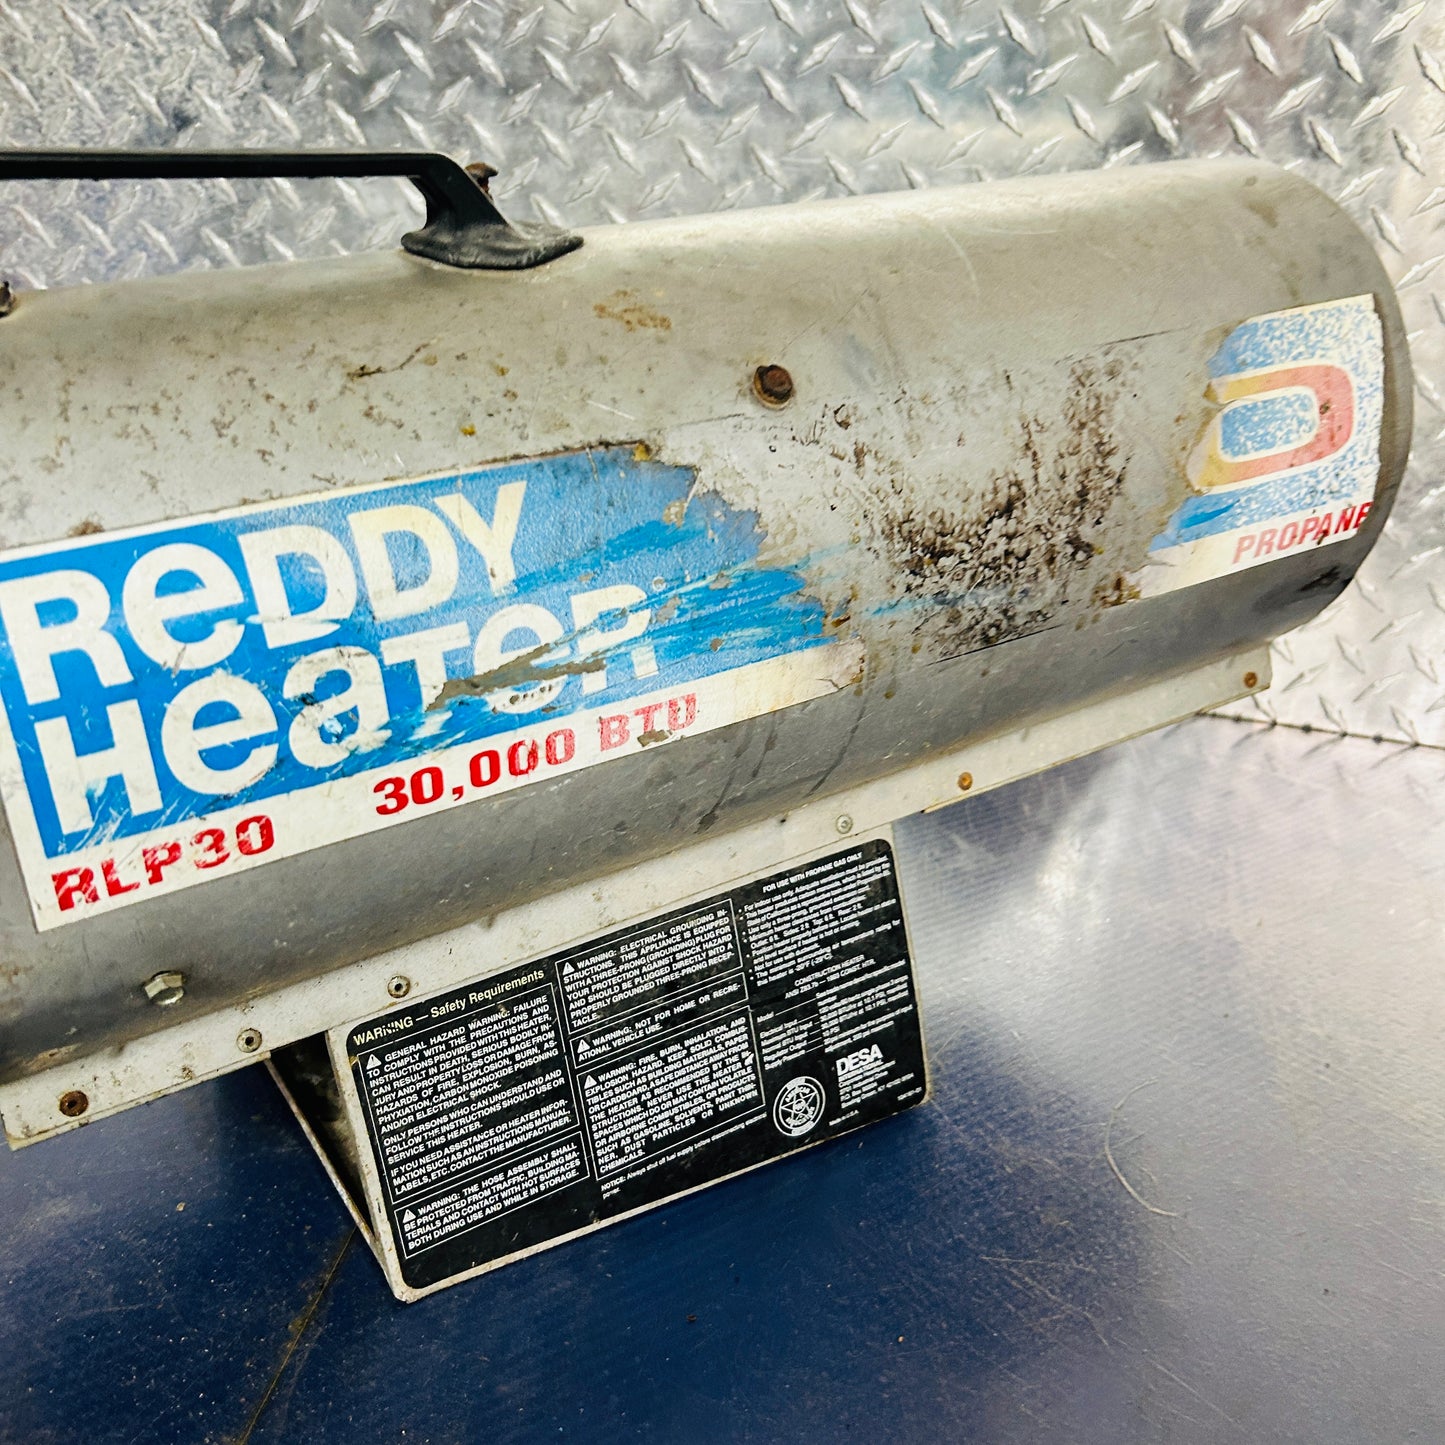 ReDDY
HeaTeR
30,000 BTU
RLP30
D
PROPANE
WARNING — Safety Requirements
GENERAL HAZARD WARNING: FAILURE
TO COMPLY WITH THE PRECAUTIONS AND
INSTRUCTIONS PROVIDED WITH THIS HEATER,
CAN RESULT IN DEATH, SERIOUS BODILY IN-
JURY AND PROPERTY LOSS OR DAMAGE FROM
HAZARDS OF FIRE, EXPLOSION, BURN, AS-
PHYXIATION, CARBON MONOXIDE POISONING
AND/OR ELECTRICAL SHOCK.
ONLY PERSONS WHO CAN UNDERSTAND AND
FOLLOW THE INSTRUCTIONS SHOULD USE OR
SERVICE THIS HEATER.
IF YOU NEED ASSISTANCE OR HEATER INFOR-
MATION SUCH AS AN INSTRUCTIONS MANUAL,
LABELS, ETC. CONTACT THE MANUFACTURER.
WARNING: THE HOSE ASSEMBLY SHALL
BE PROTECTED FROM TRAFFIC, BUILDING MA-
TERIALS AND CONTACT WITH HOT SURFACES
BOTH DURING USE AND WHILE IN STORAGE.
WARNING: ELECTRICAL GROUNDING IN-
STRUCTIONS. THIS APPLIANCE IS EQUIPPED
WITH A THREE-PRONG (GROUNDING) PLUG FOR
YOUR PROTECTION AGAINST SHOCK HAZARD
AND SHOULD BE PLUGGED DIRECTLY INTO A
PROPERLY GROUNDED THREE-PRONG RECEP-
TACLE.
WARNING: NOT FOR HOME OR RECRE-
ATIONAL VEHICLE USE.
WARNING: FIRE, BURN, INHALATION, AND
EXPLOSION HAZARD. KEEP SOLID COMBUS-
TIBLES SUCH AS BUILDING MATERIALS, PAPER
OR CARDBOARD, A SAFE DISTANCE AWAY FROM
THE HEATER AS RECOMMENDED BY THE IN-
STRUCTIONS. NEVER USE THE HEATER IN
SPACES WHICH DO OR MAY CONTAIN VOLATILE
OR AIRBORNE COMBUSTIBLES, OR PRODUCTS
SUCH AS GASOLINE, SOLVENTS, PAINT THIN-
NER, DUST PARTICLES OR UNKNOWN
CHEMICALS.
NOTICE: Always shut off fuel supply before disconnecting
power.
FOR USE WITH PROPANE GAS ONLY
CONSTRUCTION HEATER
Model
DESA